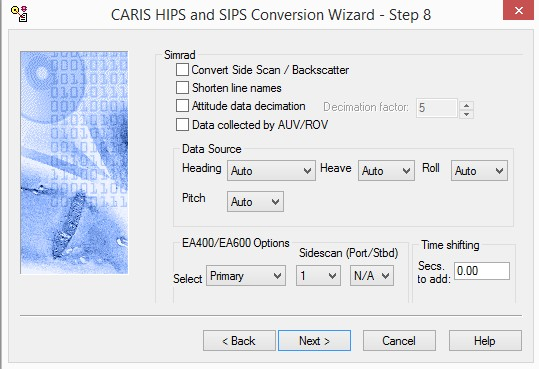 CARIS HIPS and SIPS Conversion Wizard - Step 8
Simrad
Convert Side Scan / Backscatter
Shorten line names
Attitude data decimation Decimation factor: 5
Data collected by AUV/ROV
Data Source
Heading Auto Heave Auto Roll Auto
Pitch Auto
EA400/EA600 Options
Sidescan (Port/Stbd)
Select Primary 1 N/A
Time shifting
Secs.
to add: 0.00
< Back Next > Cancel Help